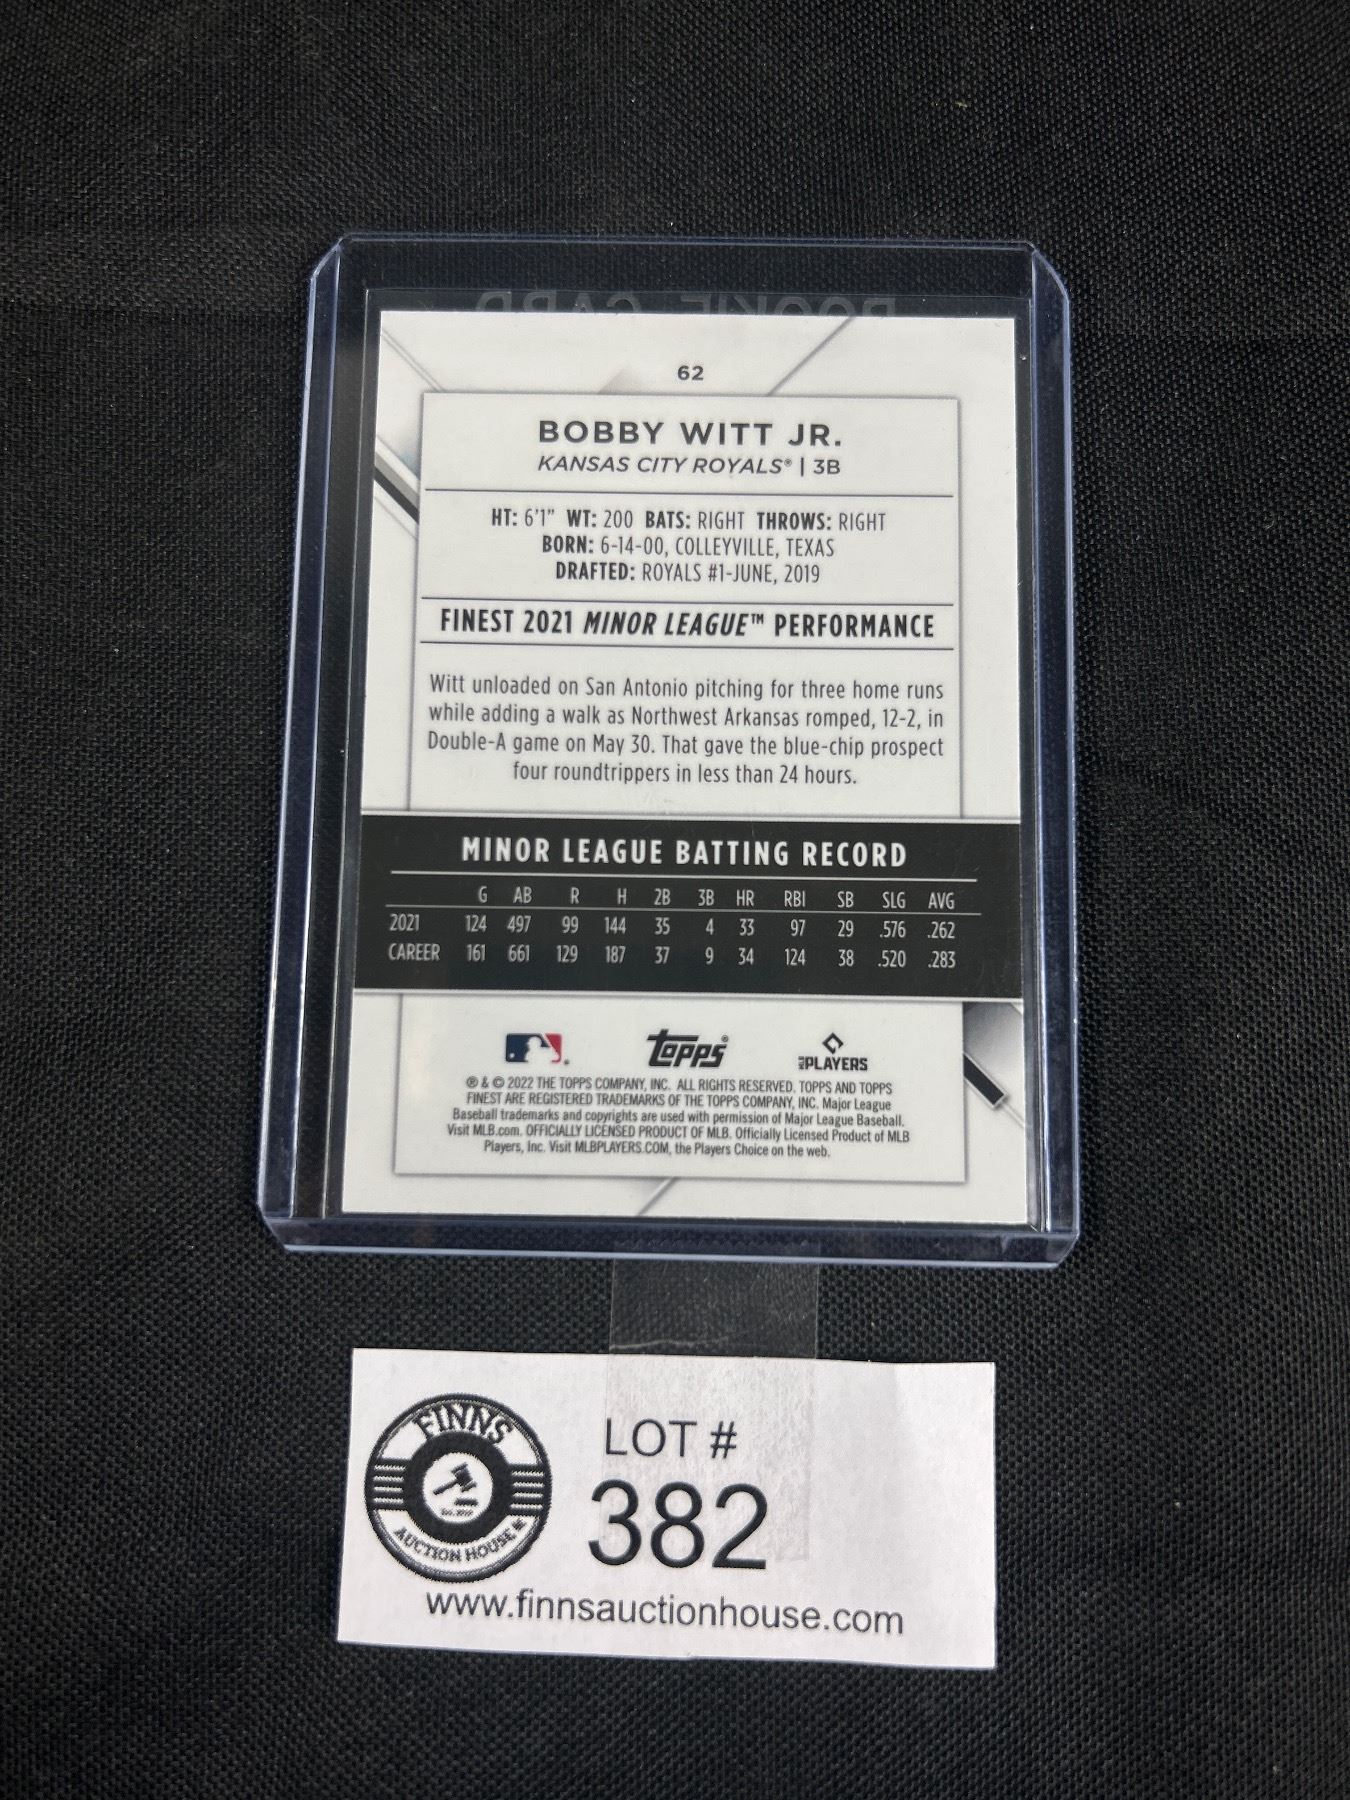 ROOKIE CARD
62
BOBBY WITT JR.
KANSAS CITY ROYALS® | 3B
HT: 6'1" WT: 200 BATS: RIGHT THROWS: RIGHT
BORN: 6-14-00, COLLEYVILLE, TEXAS
DRAFTED: ROYALS #1-JUNE, 2019
FINEST 2021 MINOR LEAGUE™ PERFORMANCE
Witt unloaded on San Antonio pitching for three home runs
while adding a walk as Northwest Arkansas romped, 12-2, in
Double-A game on May 30. That gave the blue-chip prospect
four roundtrippers in less than 24 hours.
MINOR LEAGUE BATTING RECORD
G AB R H 2B 3B HR RBI SB SLG AVG
2021 124 497 99 144 35 4 33 97 29 .576 .262
CAREER 161 661 129 187 37 9 34 124 38 .520 .283
topps® PLAYERS
® & © 2022 THE TOPPS COMPANY, INC. ALL RIGHTS RESERVED. TOPPS AND TOPPS
FINEST ARE REGISTERED TRADEMARKS OF THE TOPPS COMPANY, INC. Major League
Baseball trademarks and copyrights are used with permission of Major League Baseball.
Visit MLB.com. OFFICIALLY LICENSED PRODUCT OF MLB. Officially Licensed Product of MLB
Players, Inc. Visit MLBPLAYERS.COM, the Players Choice on the web.
FINNS
AUCTION HOUSE
LOT #
382
www.finnsauctionhouse.com